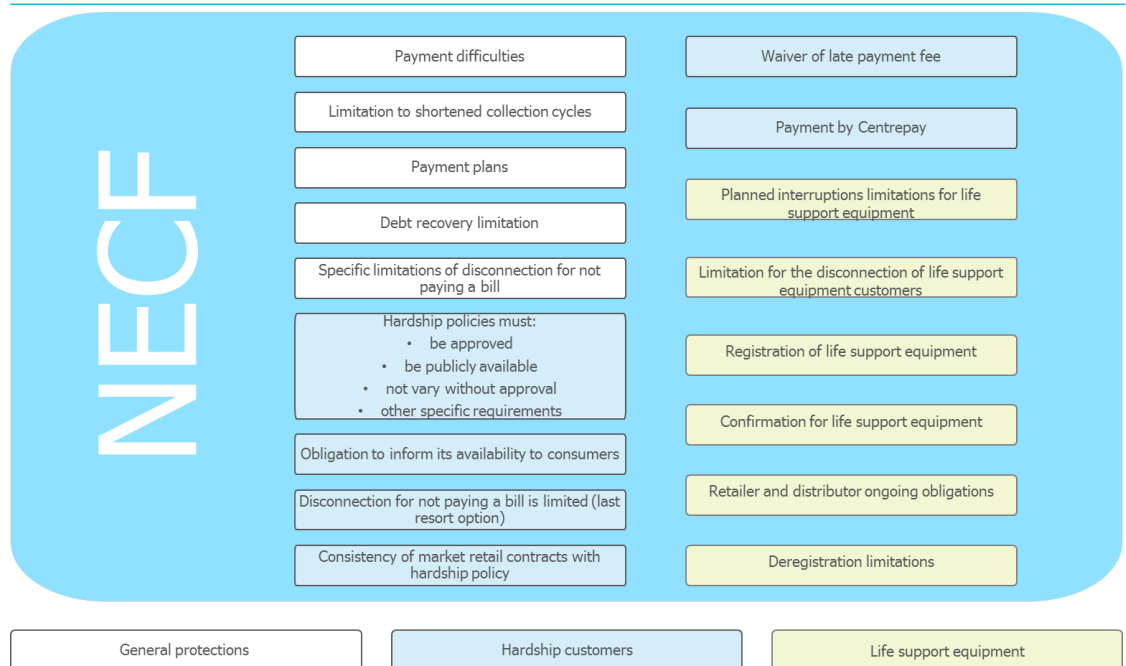 NECF
Payment difficulties
Limitation to shortened collection cycles
Payment plans
Debt recovery limitation
Specific limitations of disconnection for not
paying a bill
Hardship policies must:
• be approved
• be publicly available
• not vary without approval
• other specific requirements
Obligation to inform its availability to consumers
Disconnection for not paying a bill is limited (last
resort option)
Consistency of market retail contracts with
hardship policy
Waiver of late payment fee
Payment by Centrepay
Planned interruptions limitations for life
support equipment
Limitation for the disconnection of life support
equipment customers
Registration of life support equipment
Confirmation for life support equipment
Retailer and distributor ongoing obligations
Deregistration limitations
General protections
Hardship customers
Life support equipment